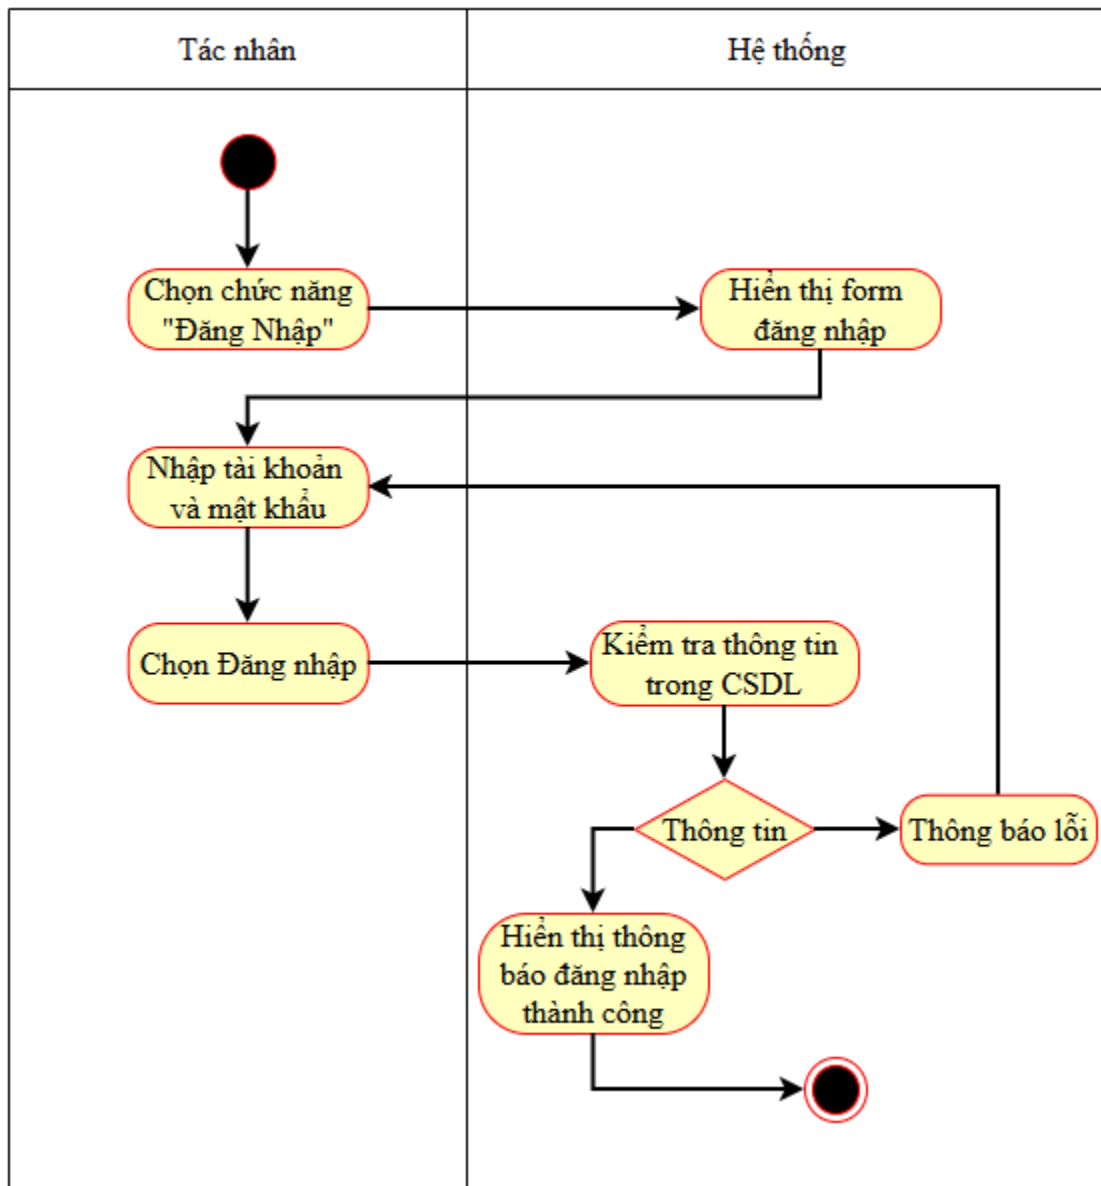 Tác nhân
Hệ thống
Chọn chức năng
"Đăng Nhập"
Hiển thị form
đăng nhập
Nhập tài khoản
và mật khẩu
Chọn Đăng nhập
Kiểm tra thông tin
trong CSDL
Thông tin
Thông báo lỗi
Hiển thị thông
báo đăng nhập
thành công